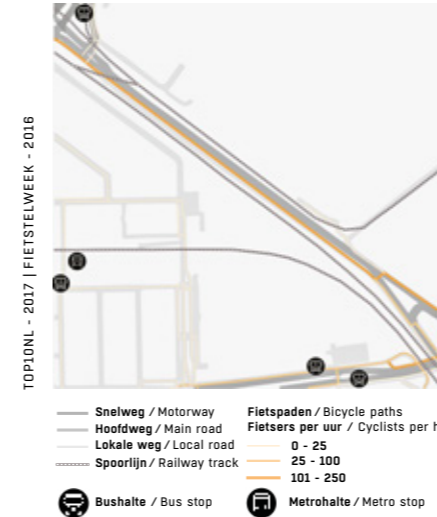 TOP10NL - 2017 | FIETSTELWEEK - 2016
Snelweg / Motorway
Hoofdweg / Main road
Lokale weg / Local road
Spoorlijn / Railway track
Fietspaden / Bicycle paths
Fietsers per uur / Cyclists per h
0 - 25
25 - 100
101 - 250
Bushalte / Bus stop
Metrohalte / Metro stop